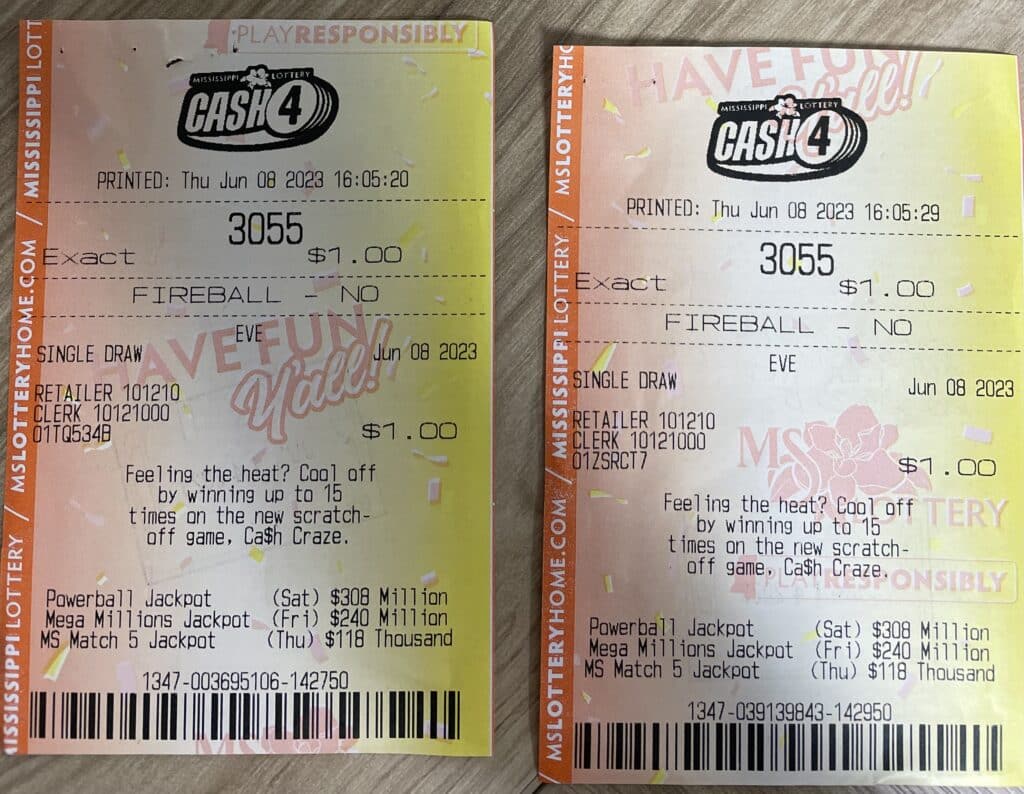 PLAYRESPONSIBLY
MISSISSIPPI LOTTERY
CASH 4
PRINTED: Thu Jun 08 2023 16:05:20
3055
Exact $1.00
FIREBALL - NO
EVE
SINGLE DRAW Jun 08 2023
HAVE FUN
Y'all!
RETAILER 101210
CLERK 10121000
01TQ534B $1.00
Feeling the heat? Cool off
by winning up to 15
times on the new scratch-
off game, Ca$h Craze.
Powerball Jackpot (Sat) $308 Million
Mega Millions Jackpot (Fri) $240 Million
MS Match 5 Jackpot (Thu) $118 Thousand
1347-003695106-142750
MISSISSIPPI LOTTERY / MSLOTTERYHOME.COM / MISSISSIPPI LOTT
HAVE FUN
Y'all!
MISSISSIPPI LOTTERY
CASH 4
PRINTED: Thu Jun 08 2023 16:05:29
3055
Exact $1.00
FIREBALL - NO
EVE
SINGLE DRAW Jun 08 2023
RETAILER 101210
CLERK 10121000
01ZSRCT7 $1.00
MS LOTTERY
Feeling the heat? Cool off
by winning up to 15
times on the new scratch-
off game, Ca$h Craze.
PLAYRESPONSIBLY
Powerball Jackpot (Sat) $308 Million
Mega Millions Jackpot (Fri) $240 Million
MS Match 5 Jackpot (Thu) $118 Thousand
1347-039139843-142950
MSLOTTERYHOME.COM / MISSISSIPPI LOTTERY / MSLOTTERYHO